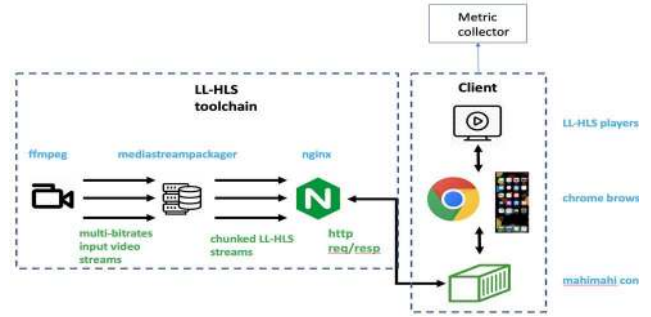 Metric
collector
LL-HLS
toolchain
Client
LL-HLS players
ffmpeg
mediastreampackager
nginx
chrome brows
multi-bitrates
input video
streams
chunked LL-HLS
streams
http
req/resp
mahimahi con